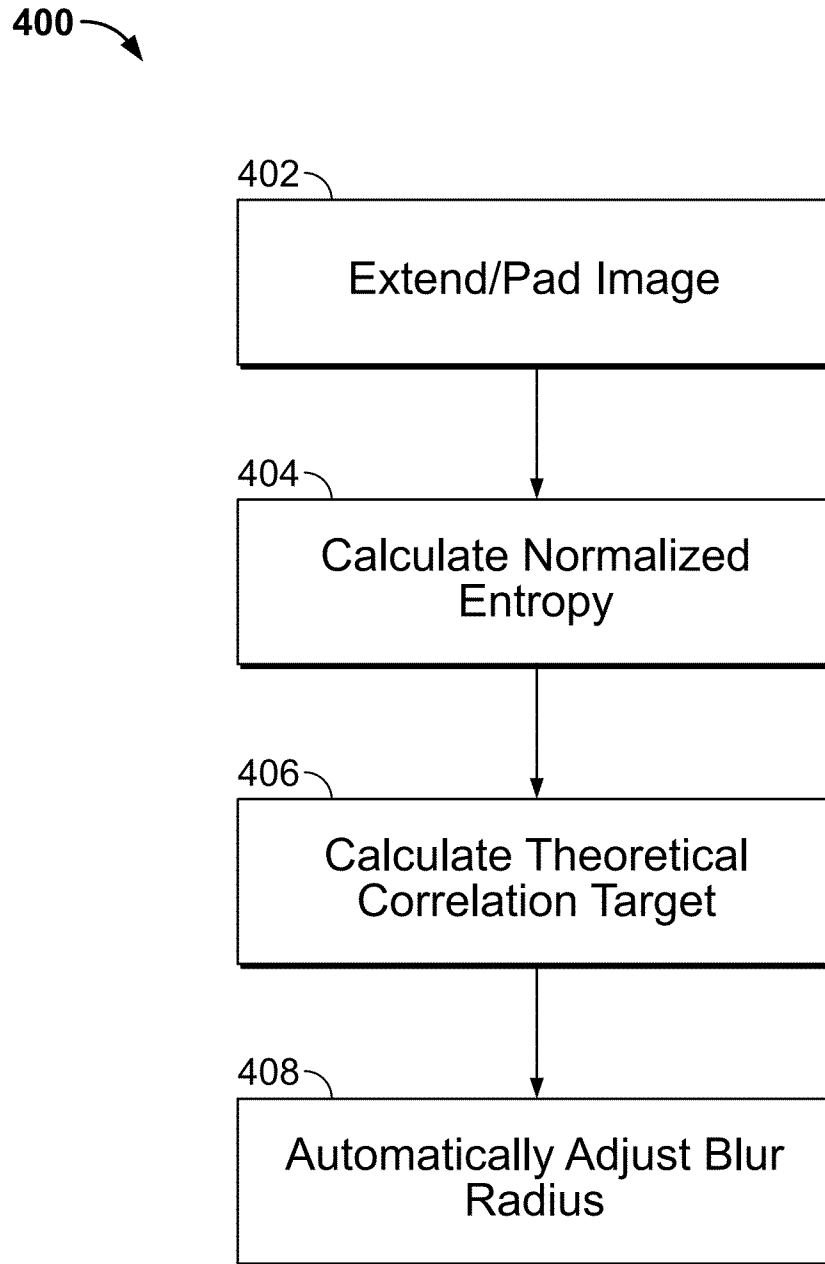 400
402
Extend/Pad Image
404
Calculate Normalized
Entropy
406
Calculate Theoretical
Correlation Target
408
Automatically Adjust Blur
Radius